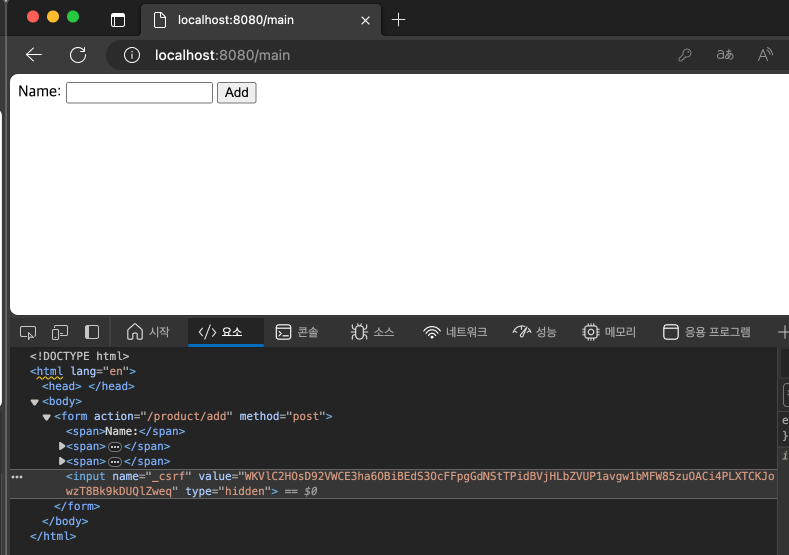 localhost:8080/main
localhost:8080/main
Name: Add
시작 요소 콘솔 소스 네트워크 성능 메모리 응용 프로그램
<!DOCTYPE html>
<html lang="en">
<head> </head>
<body>
<form action="/product/add" method="post">
<span>Name:</span>
<span>…</span>
<span>…</span>
<input name="_csrf" value="WKVlC2HOsD92VWCE3ha6OBiBEdS3OcFFpgGdNStTPidBVjHLbZVUP1avgw1bMFW85zuOACi4PLXTCKJo
wzT8Bk9kDUQlZweq" type="hidden"> == $0
</form>
</body>
</html>